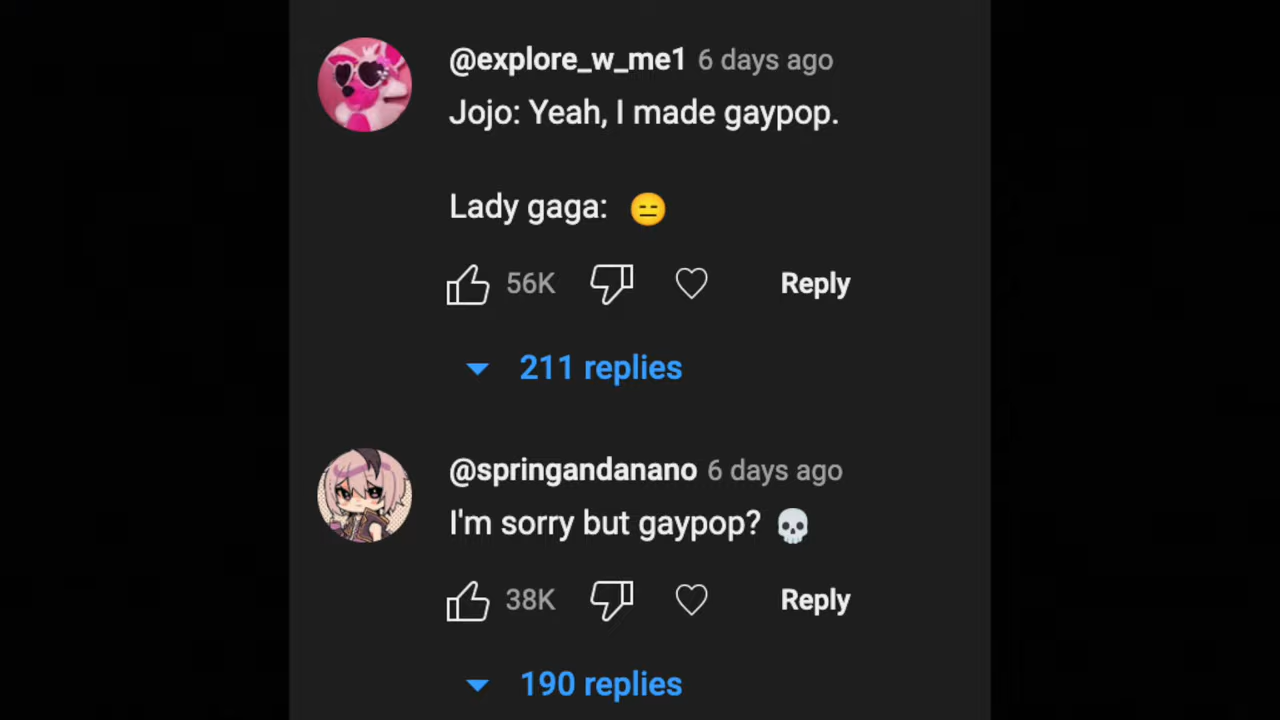 @explore_w_me1 6 days ago
Jojo: Yeah, I made gaypop.
Lady gaga: 😑
56K Reply
211 replies
@springandanano 6 days ago
I'm sorry but gaypop? 💀
38K Reply
190 replies